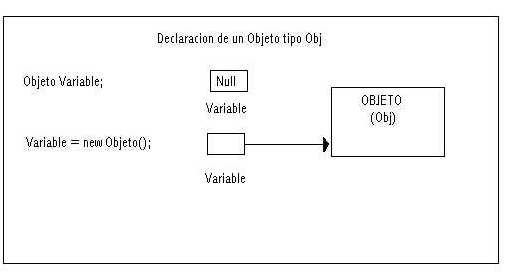 Declaracion de un Objeto tipo Obj
Objeto Variable;
Null
Variable
OBJETO
(Obj)
Variable = new Objeto();
Variable